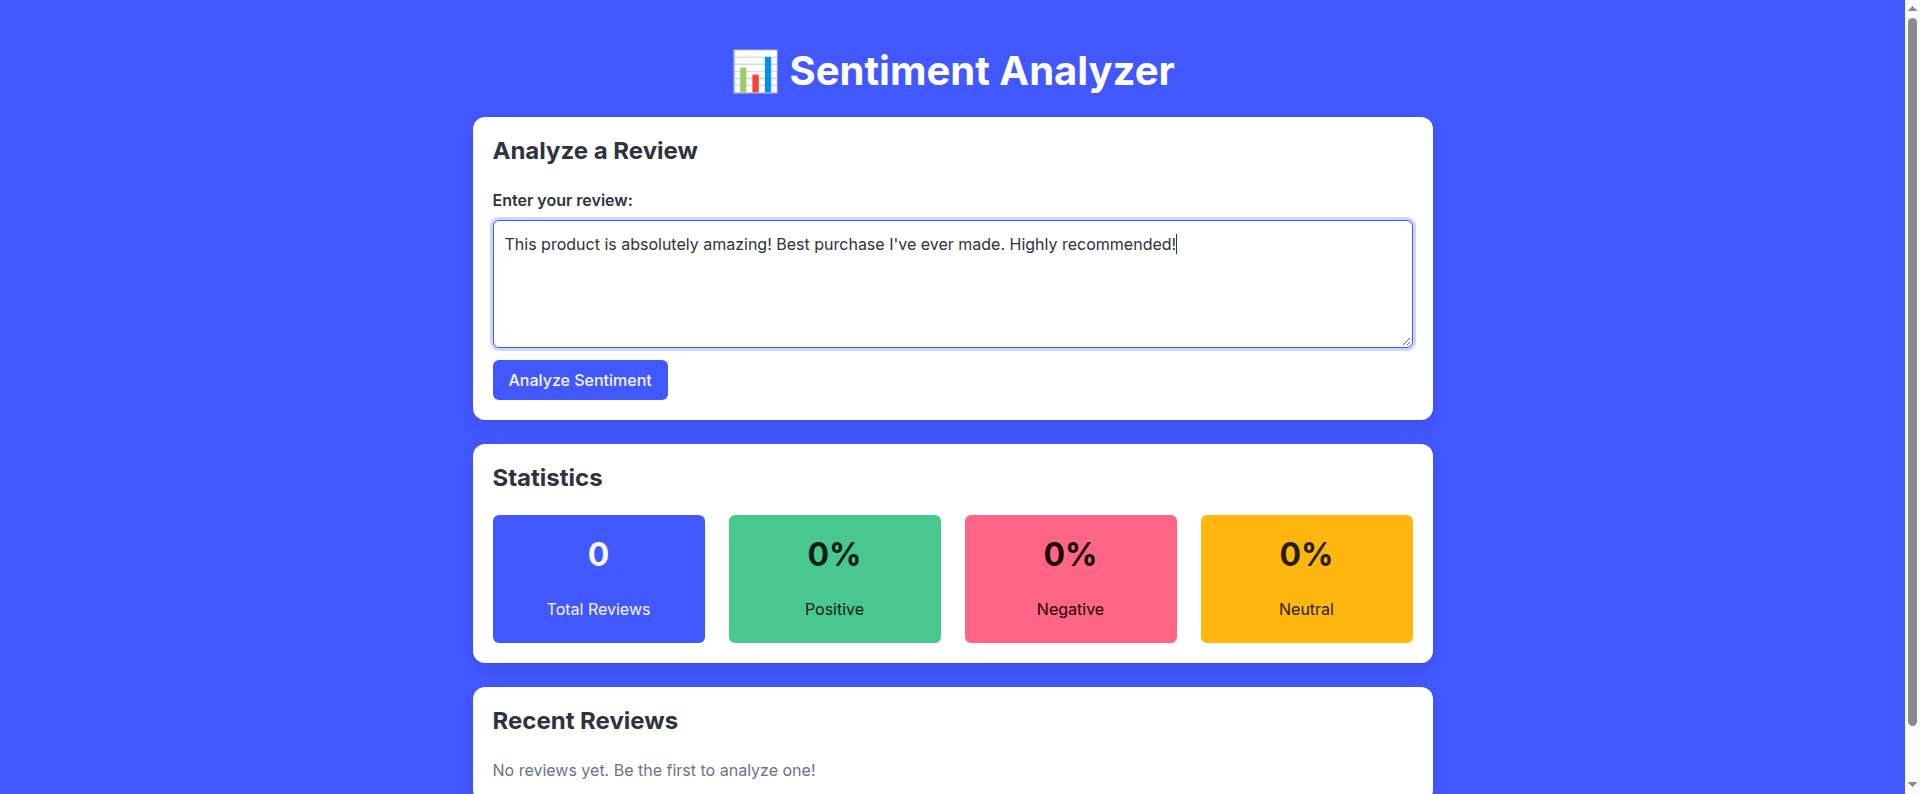 📊 Sentiment Analyzer
Analyze a Review
Enter your review:
This product is absolutely amazing! Best purchase I've ever made. Highly recommended!
Analyze Sentiment
Statistics
0
Total Reviews
0%
Positive
0%
Negative
0%
Neutral
Recent Reviews
No reviews yet. Be the first to analyze one!